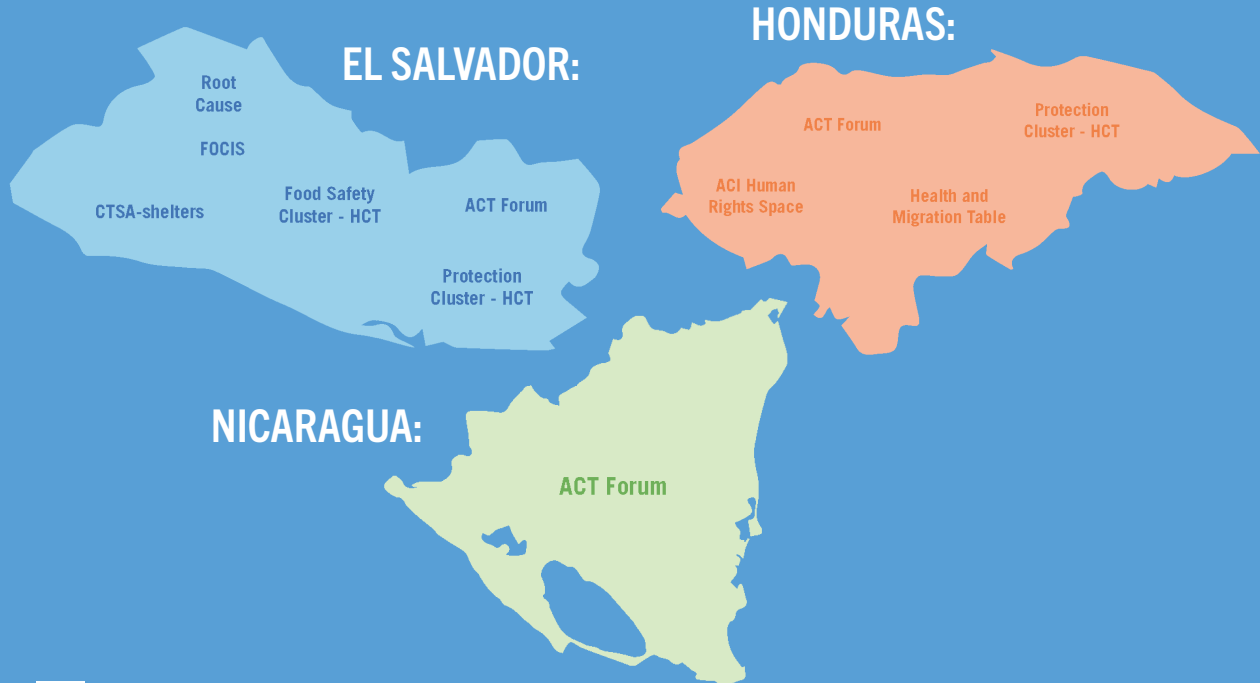 EL SALVADOR:
Root
Cause
FOCIS
CTSA-shelters
Food Safety
Cluster - HCT
ACT Forum
Protection
Cluster - HCT
HONDURAS:
ACT Forum
Protection
Cluster - HCT
ACI Human
Rights Space
Health and
Migration Table
NICARAGUA:
ACT Forum